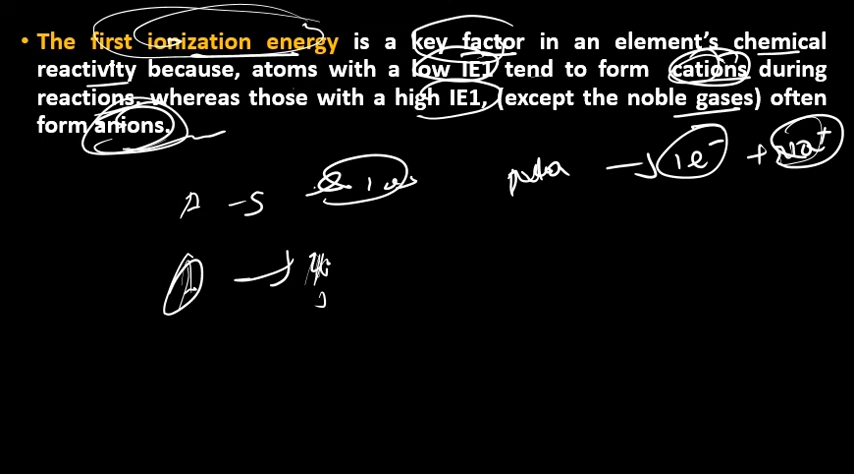 • The first ionization energy is a key factor in an element's chemical
reactivity because, atoms with a low IE1 tend to form cations during
reactions, whereas those with a high IE1, (except the noble gases) often
form anions.
→ 1e⁻ + Na⁺